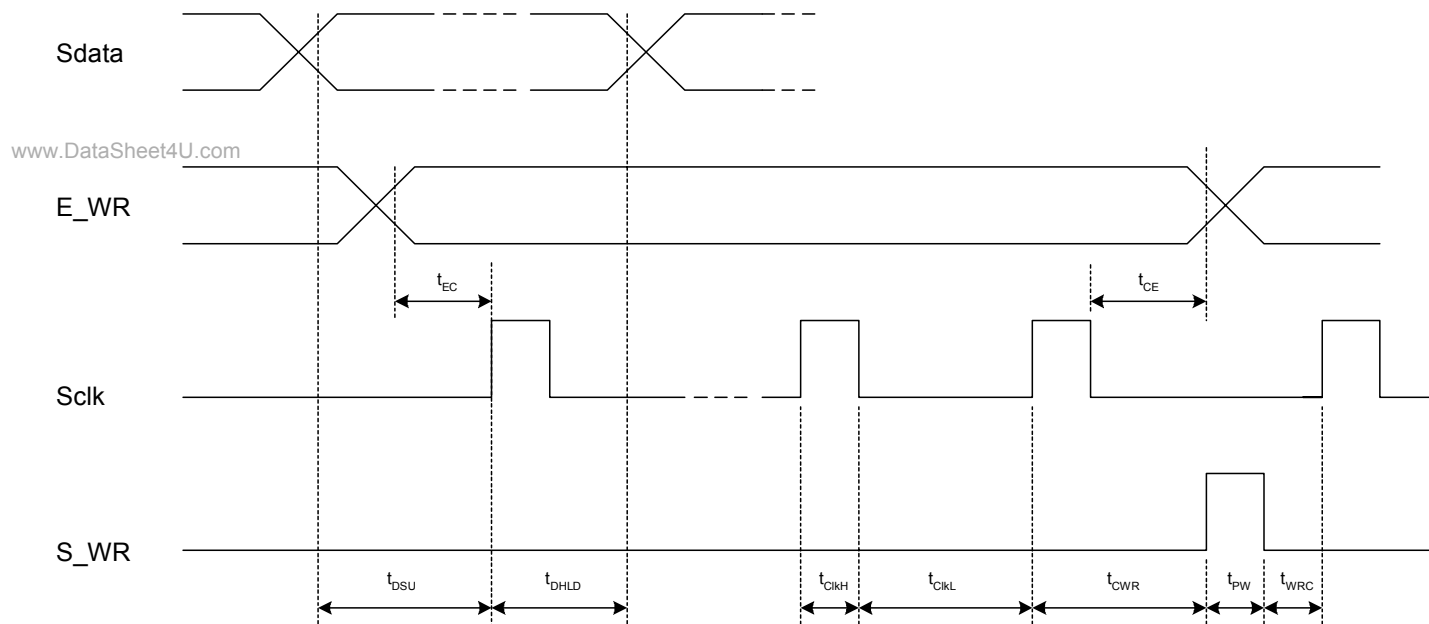 Sdata
www.DataSheet4U.com
E_WR
tEC
tCE
Sclk
S_WR
tDSU
tDHLD
tClkH
tClkL
tCWR
tPW
tWRC